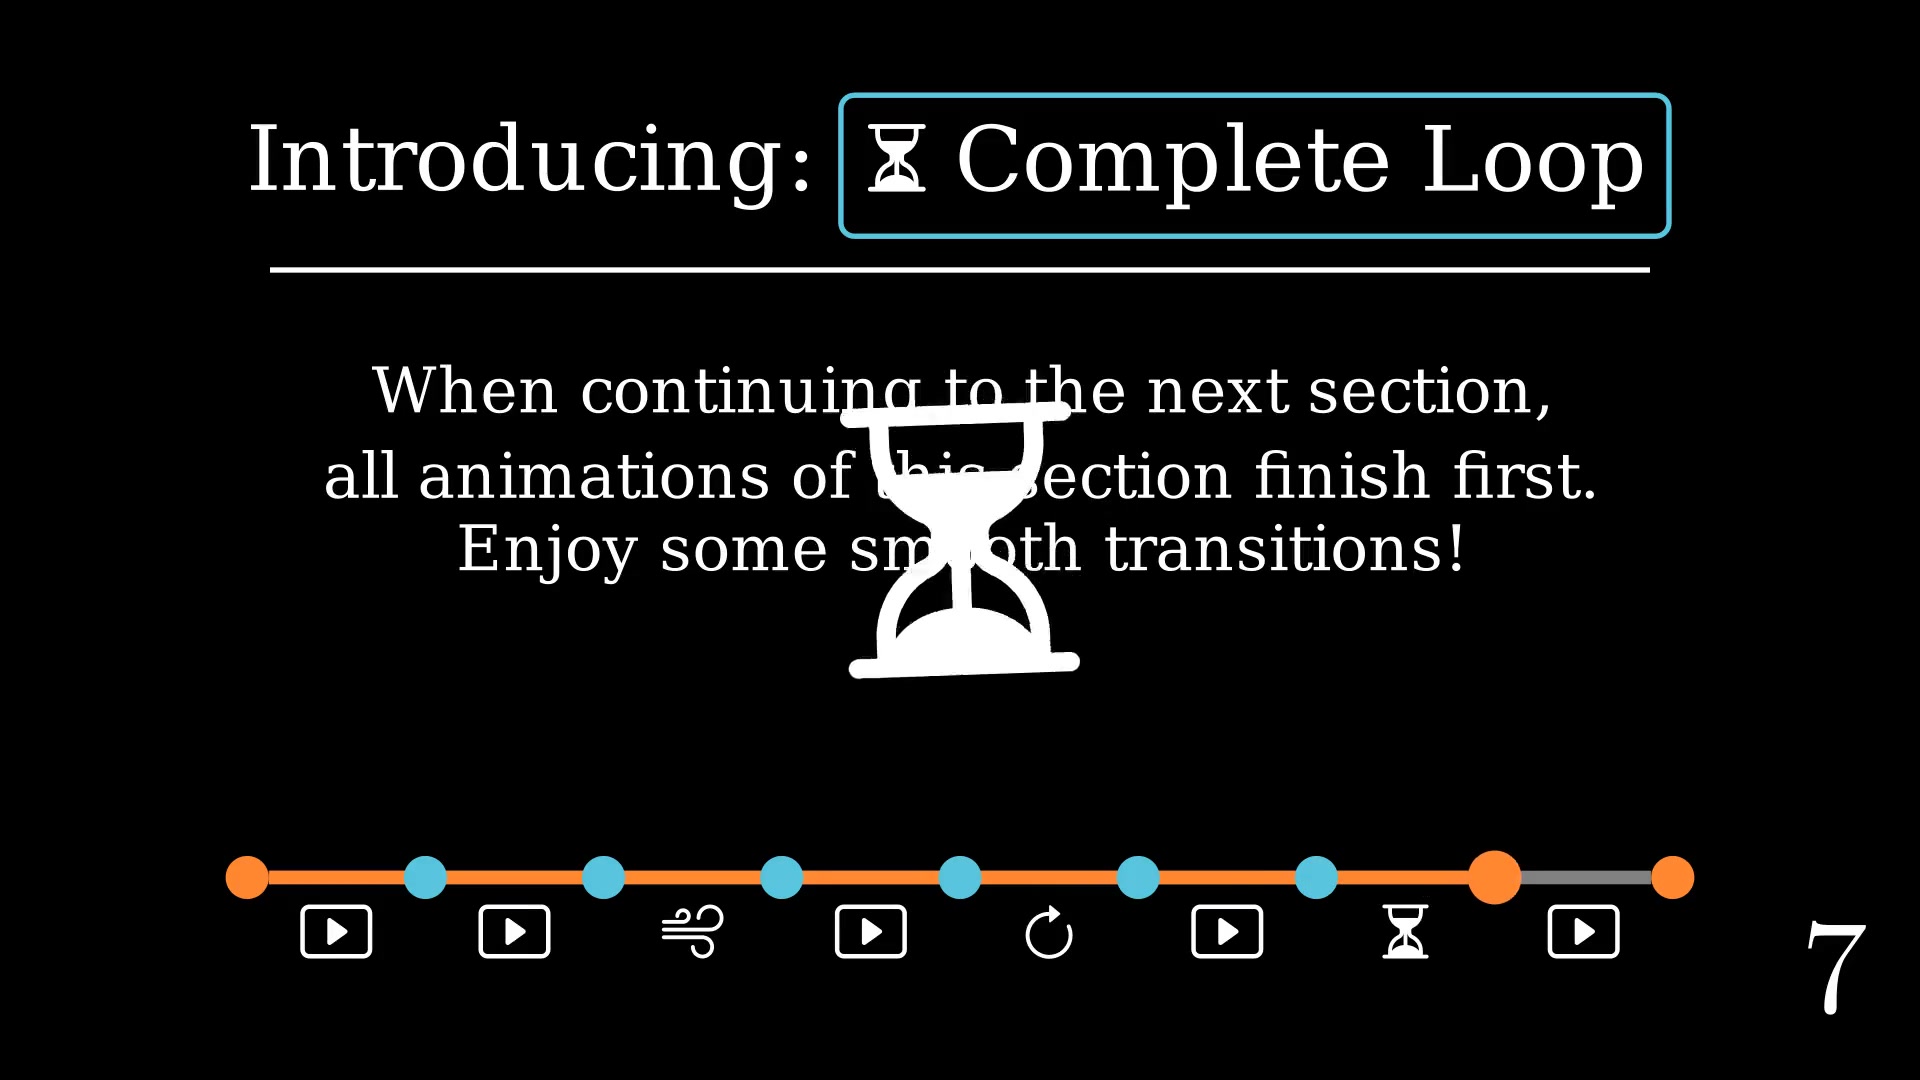 Introducing: Complete Loop
When continuing to the next section,
all animations of this section finish first.
Enjoy some smooth transitions!
7